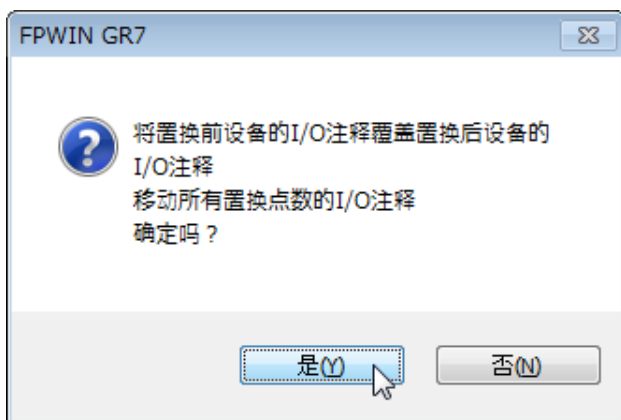 FPWIN GR7
将置换前设备的I/O注释覆盖置换后设备的
I/O注释
移动所有置换点数的I/O注释
确定吗？
是(Y)
否(N)